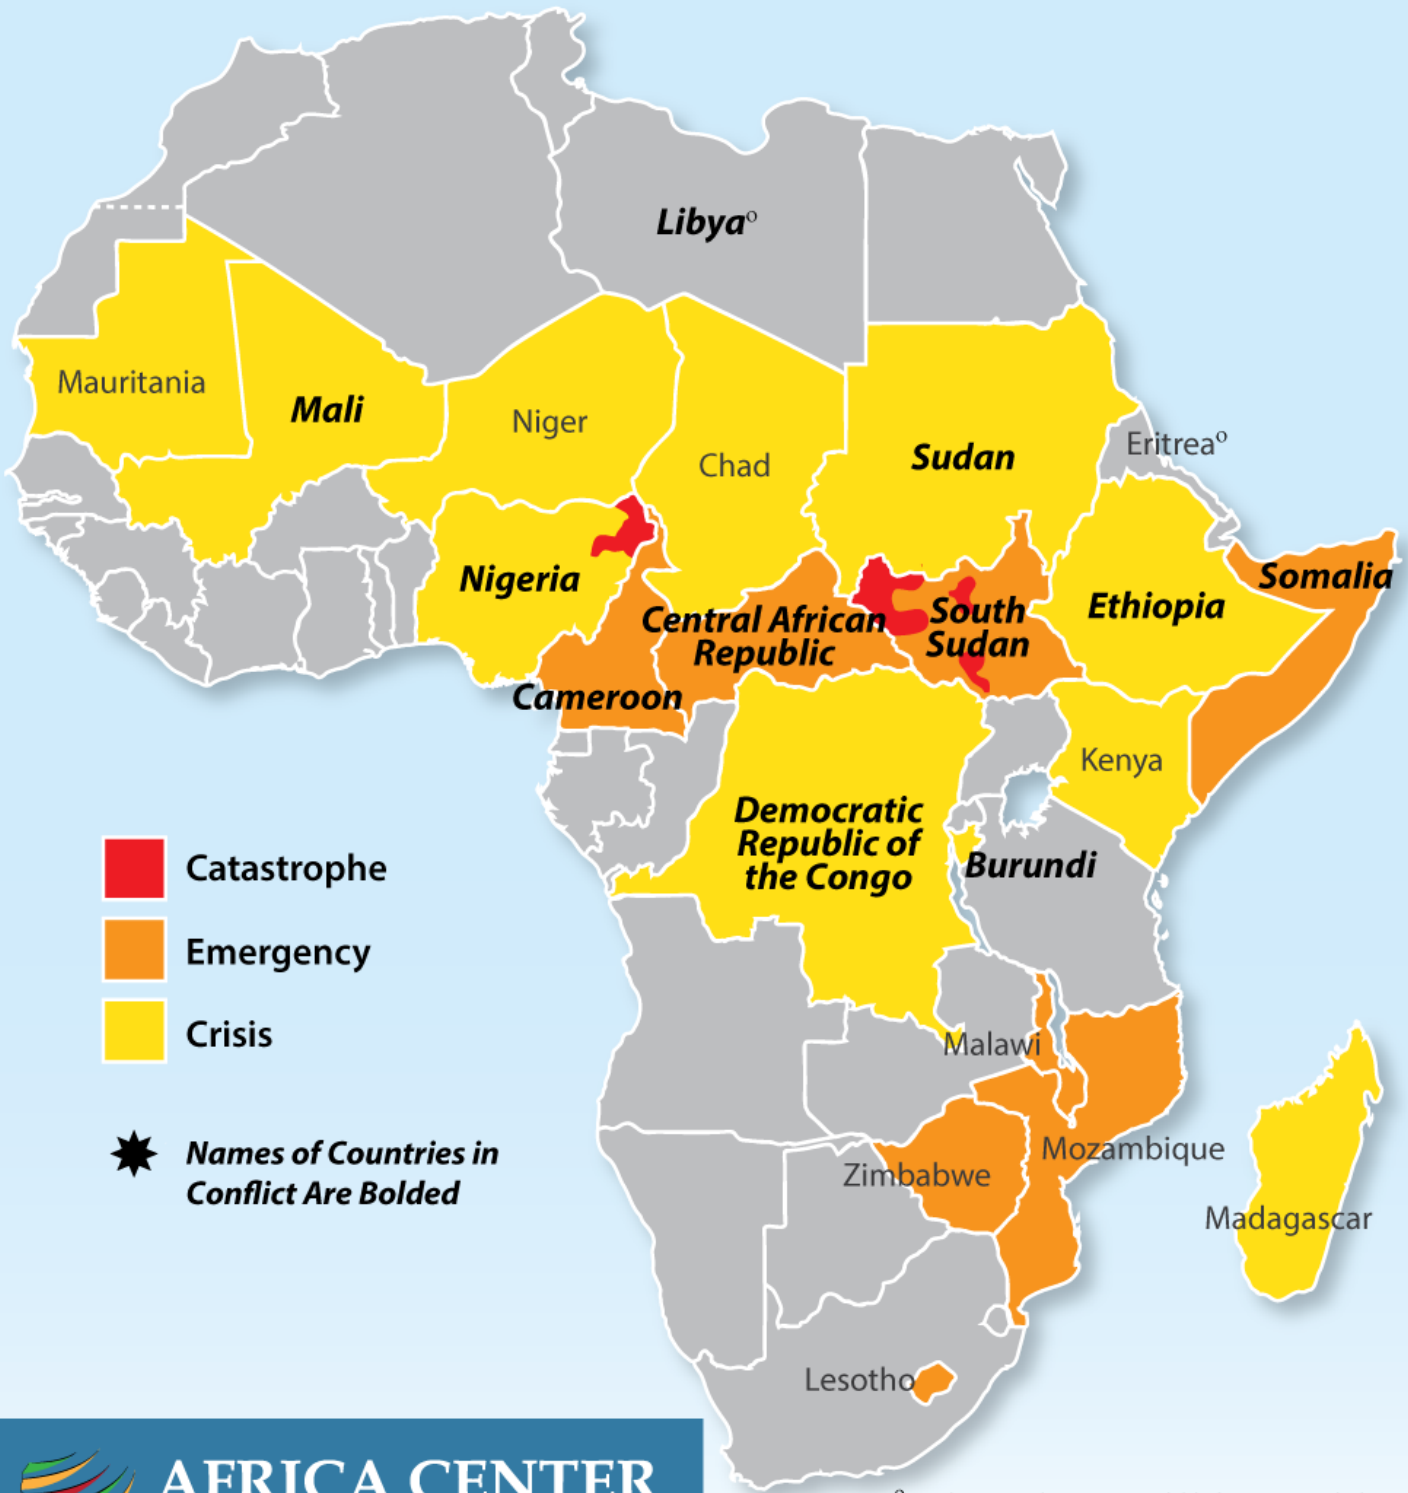 Libyaº
Mauritania
Mali
Niger
Chad
Sudan
Eritreaº
Nigeria
Central African
Republic
South
Sudan
Ethiopia
Somalia
Cameroon
Kenya
Democratic
Republic of
the Congo
Burundi
Catastrophe
Emergency
Crisis
Names of Countries in
Conflict Are Bolded
Malawi
Mozambique
Zimbabwe
Madagascar
Lesotho
AFRICA CENTER